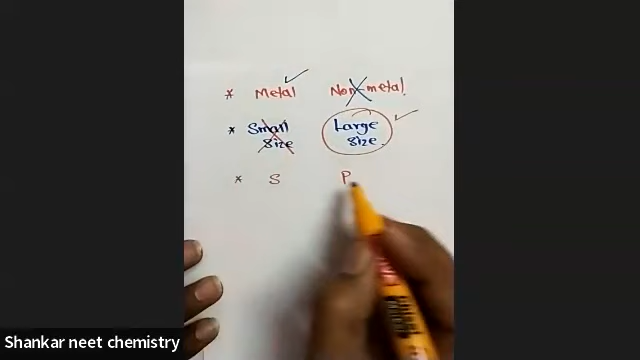 * Metal Non-metal.
* Small Large
size size.
* S P
Shankar neet chemistry